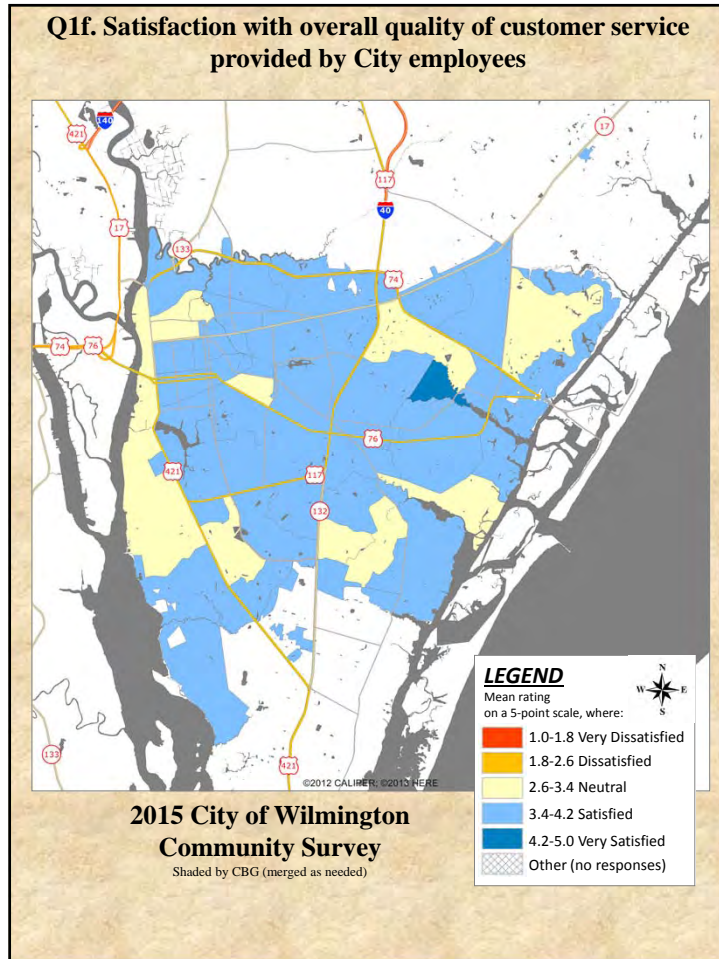 Q1f. Satisfaction with overall quality of customer service
provided by City employees
140
421
17
117
40
17
133
74
74
76
76
421
117
132
133
421
©2012 CALIPER; ©2013 HERE
LEGEND
Mean rating
on a 5-point scale, where:
N
W
E
S
1.0-1.8 Very Dissatisfied
1.8-2.6 Dissatisfied
2.6-3.4 Neutral
3.4-4.2 Satisfied
4.2-5.0 Very Satisfied
Other (no responses)
2015 City of Wilmington
Community Survey
Shaded by CBG (merged as needed)